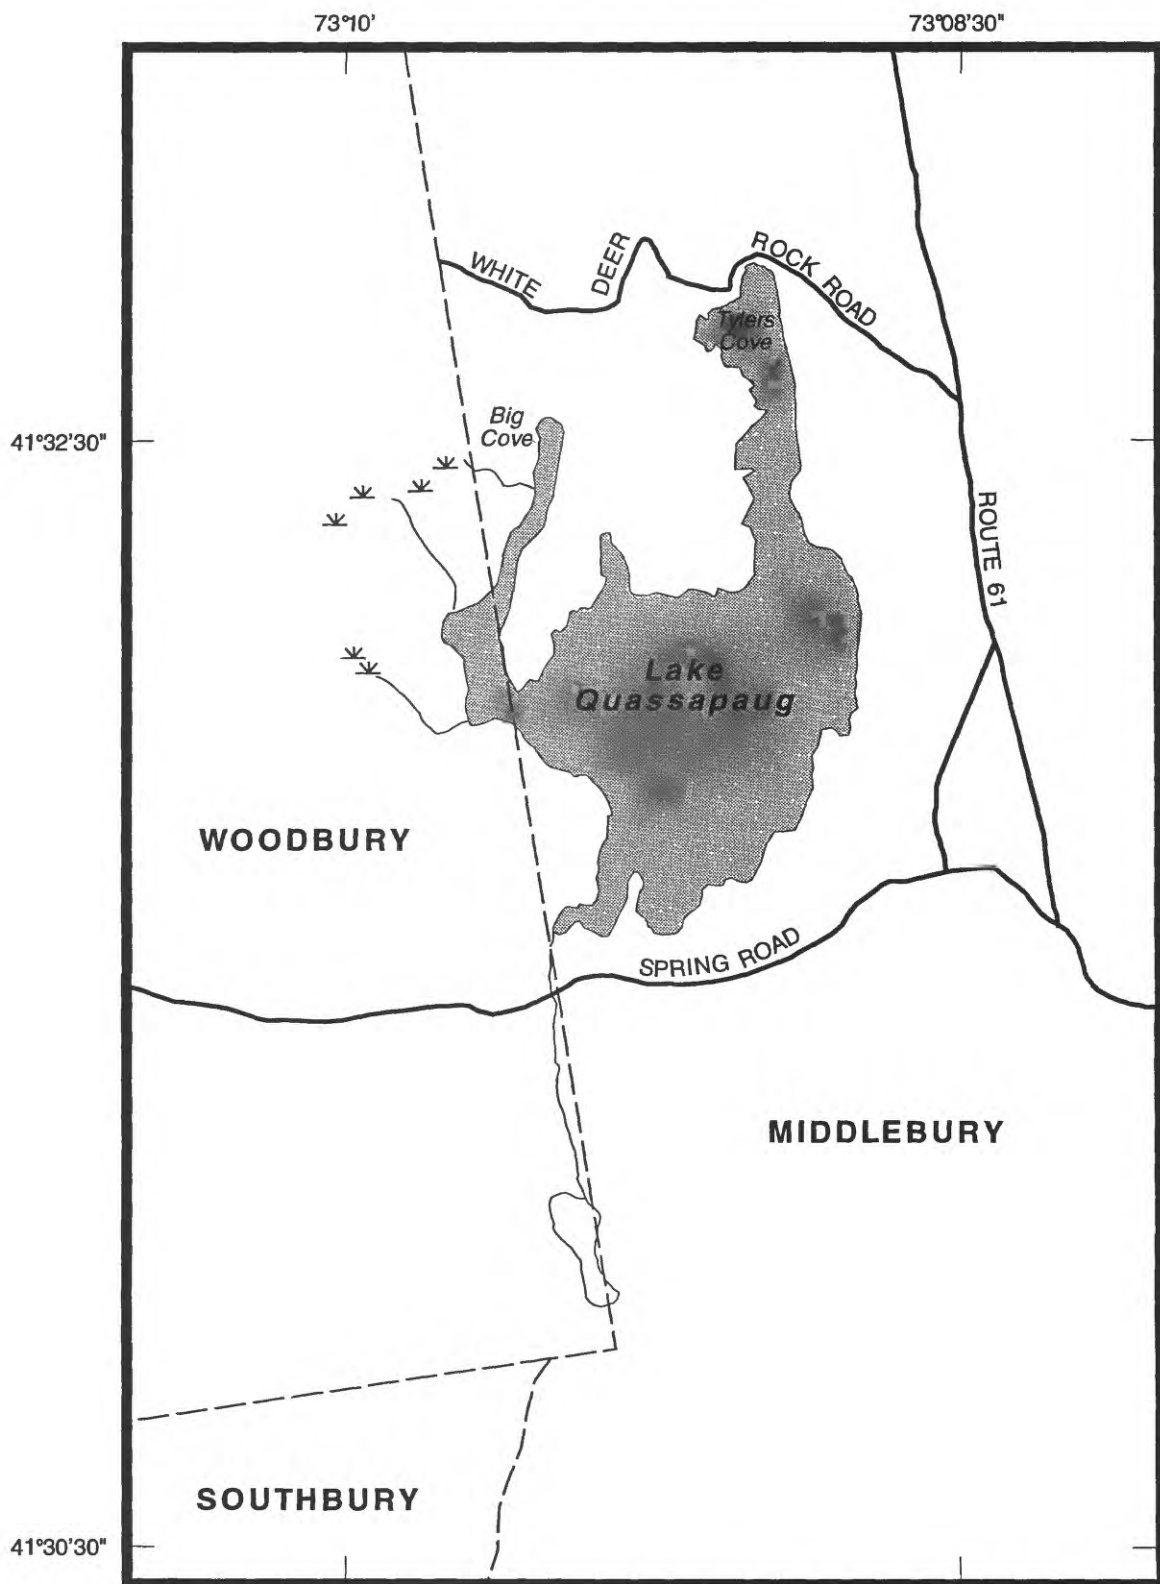 73°10'
73°08'30"
WHITE
DEER
ROCK ROAD
Tylers
Cove
Big
Cove
41°32'30"
ROUTE 61
Lake
Quassapaug
WOODBURY
SPRING ROAD
MIDDLEBURY
SOUTHBURY
41°30'30"